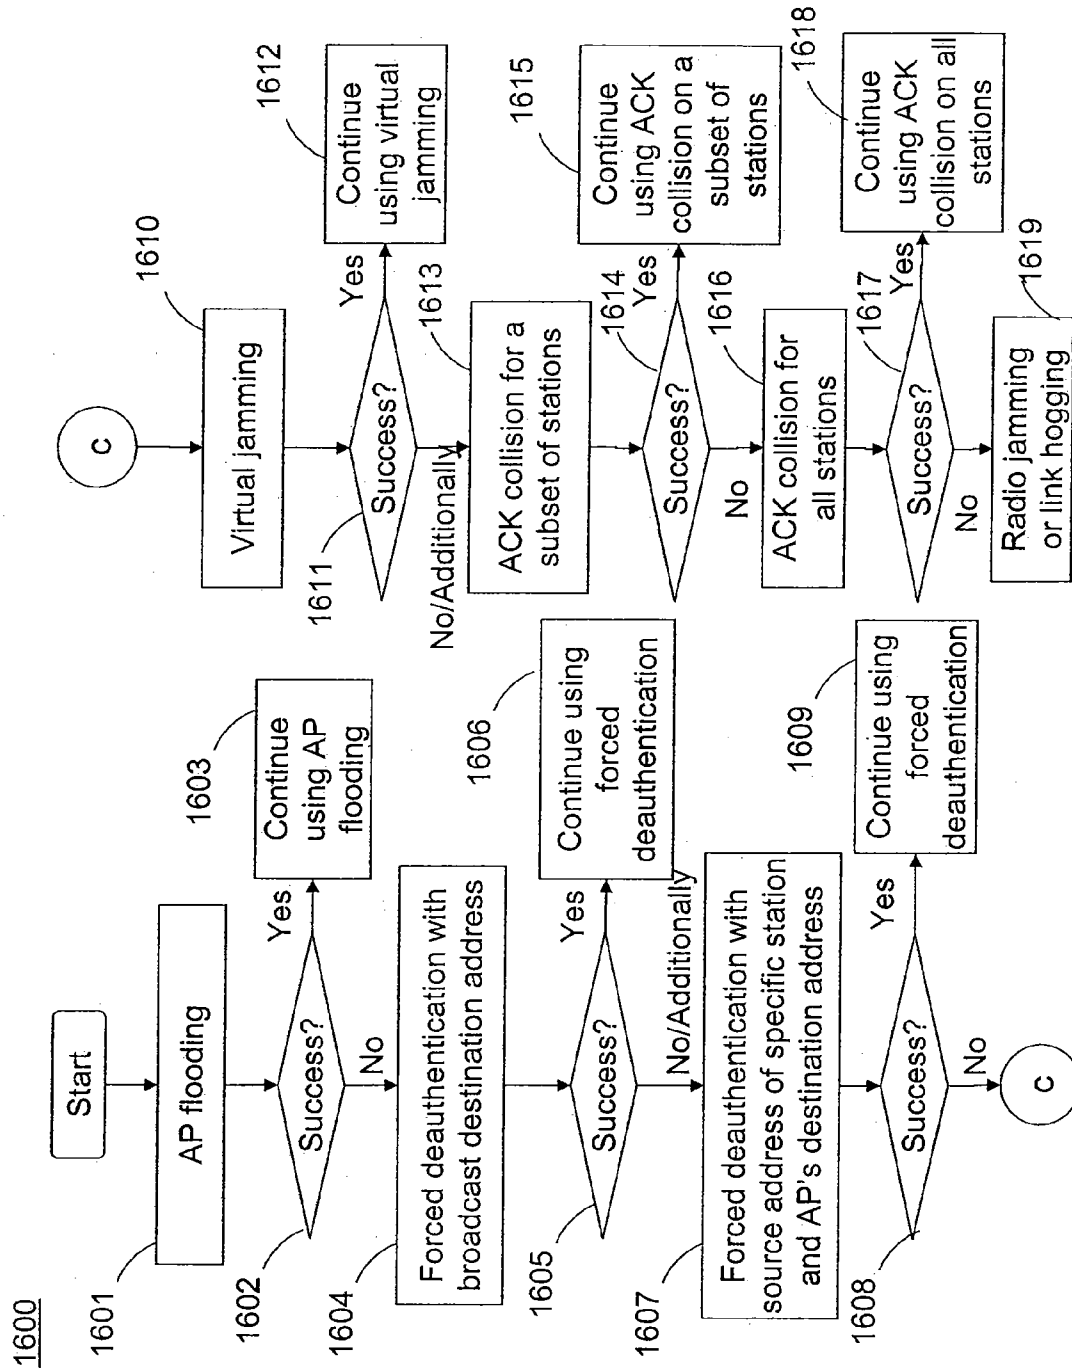 1600
Start
1601
AP flooding
1602
Success?
Yes
1603
Continue
using AP
flooding
No
1604
Forced deauthentication with
broadcast destination address
1605
Success?
Yes
1606
Continue using
forced
deauthentication
No/Additionally
1607
Forced deauthentication with
source address of specific station
and AP's destination address
1608
Success?
Yes
1609
Continue using
forced
deauthentication
No
C
C
1610
Virtual jamming
1611
Success?
Yes
1612
Continue
using virtual
jamming
No/Additionally
1613
ACK collision for a
subset of stations
1614
Success?
Yes
1615
Continue
using ACK
collision on a
subset of
stations
No
1616
ACK collision for
all stations
1617
Success?
Yes
1618
Continue
using ACK
collision on all
stations
No
1619
Radio jamming
or link hogging